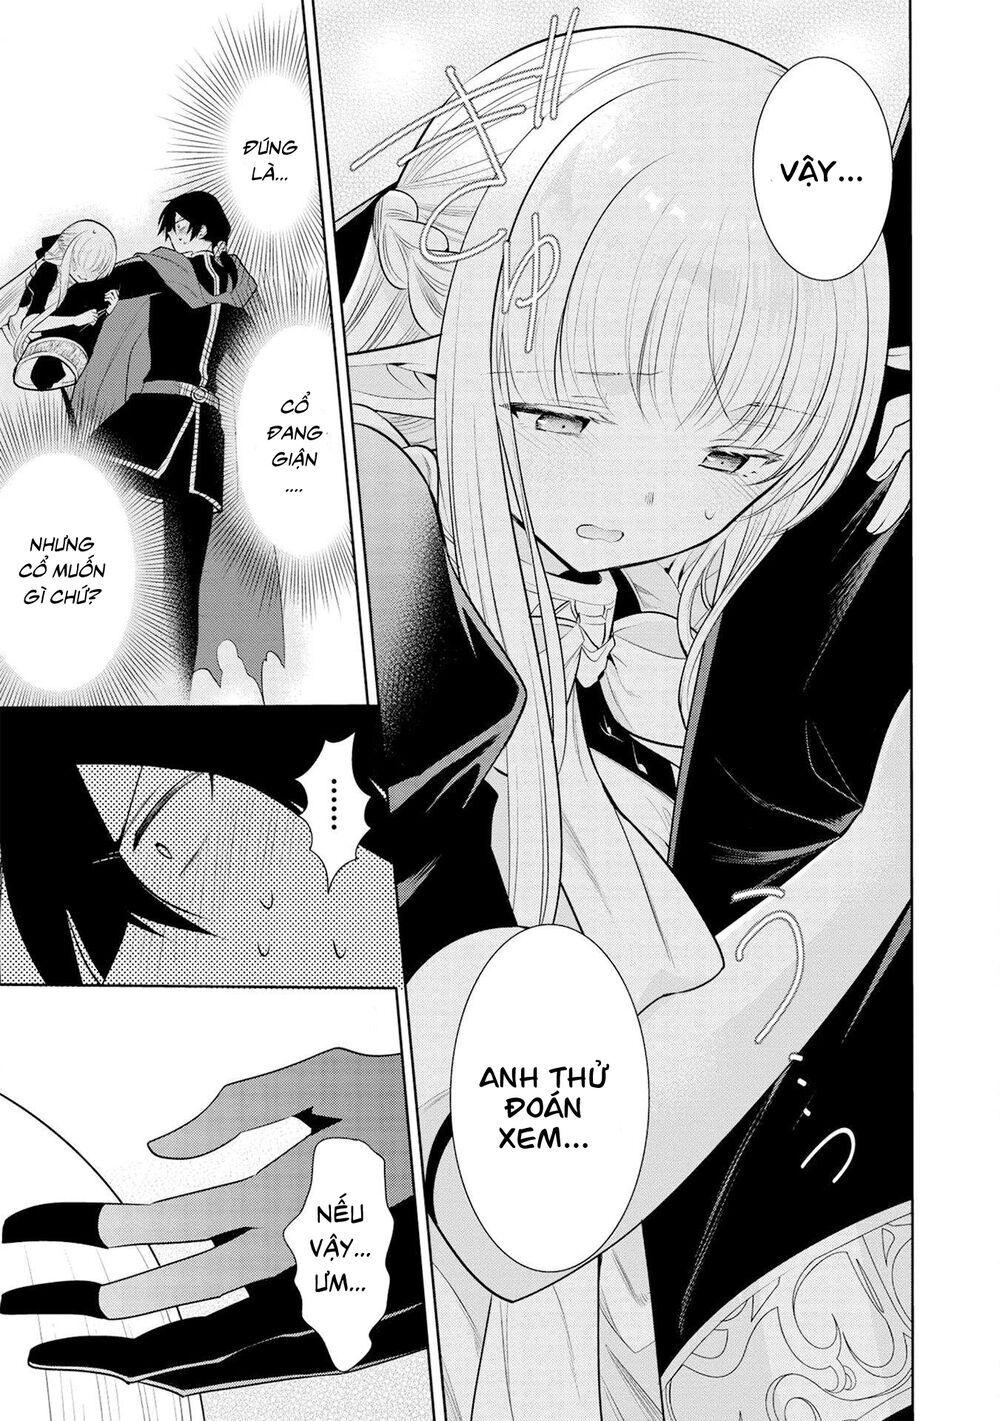 VẬY...
ANH THỬ
ĐOÁN
XEM...
ĐÚNG
LÀ...
CỔ
ĐANG
GIẬN
....
NHƯNG
CỔ MUỐN
GÌ CHỨ?
......
NẾU
VẬY...
ƯM...